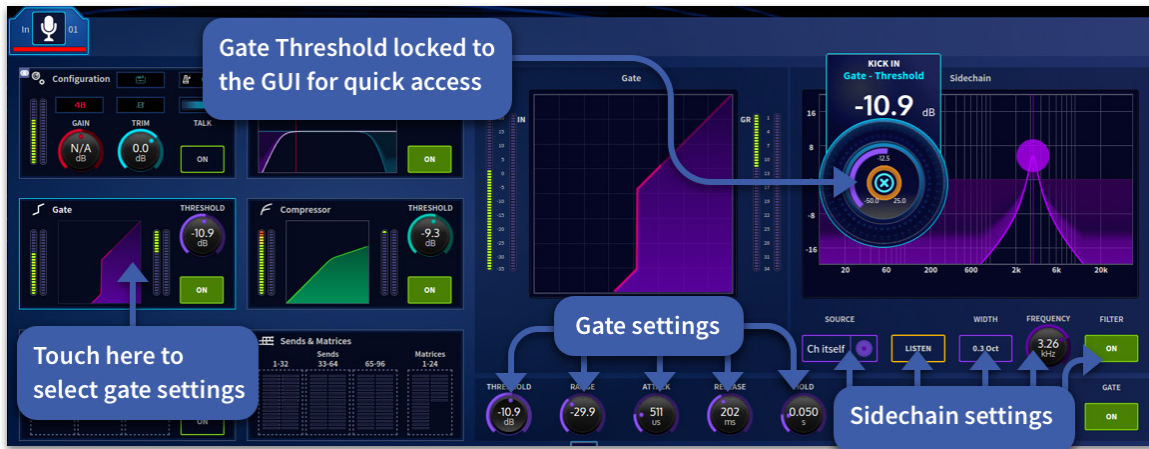 In 01
Gate Threshold locked to
the GUI for quick access
Configuration
48
GAIN TRIM TALK
N/A
dB
0.0
dB
ON
ON
Gate
THRESHOLD
-10.9
dB
ON
Compressor
THRESHOLD
-9.3
dB
ON
Touch here to
select gate settings
Sends & Matrices
Sends Matrices
1-32 33-64 65-96 1-24
ON
Gate
IN
GR
KICK IN
Gate - Threshold
-10.9 dB
-12.5
-50.0 25.0
Sidechain
16
8
-8
-16
20 60 200 600 2k 6k 20k
Gate settings
SOURCE WIDTH FREQUENCY FILTER
Ch itself
LISTEN
0.3 Oct
3.26
kHz
ON
Sidechain settings
THRESHOLD RANGE ATTACK RELEASE HOLD GATE
-10.9
dB
-29.9
511
us
202
ms
0.050
s
ON